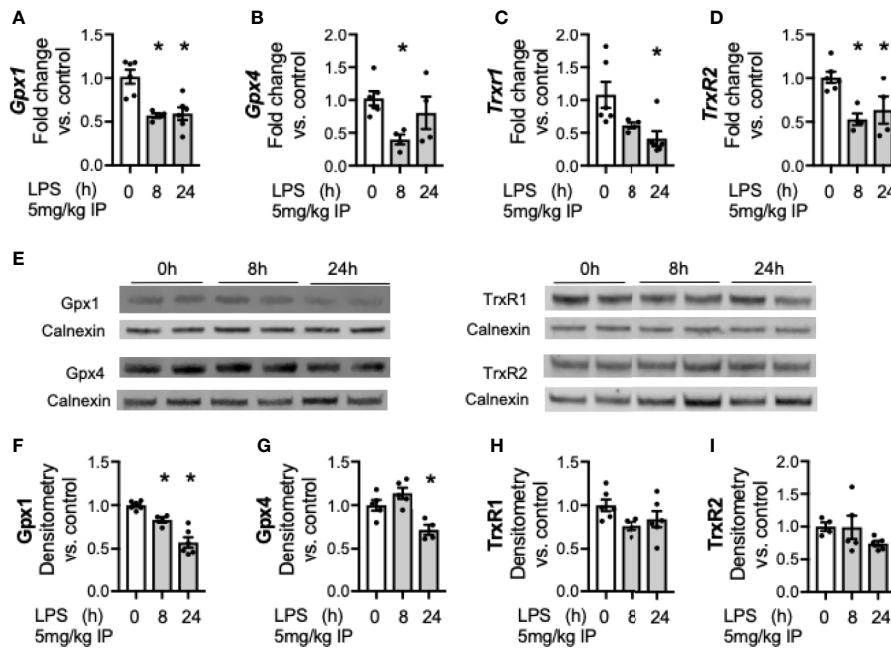 A
Gpx1
Fold change
vs. control
1.5
1.0
0.5
0.0
* *
LPS (h) 0 8 24
5mg/kg IP
B
Gpx4
Fold change
vs. control
2.0
1.5
1.0
0.5
0.0
*
LPS (h) 0 8 24
5mg/kg IP
C
Trxr1
Fold change
vs. control
2.0
1.5
1.0
0.5
0.0
*
LPS (h) 0 8 24
5mg/kg IP
D
TrxR2
Fold change
vs. control
1.5
1.0
0.5
0.0
* *
LPS (h) 0 8 24
5mg/kg IP
E
0h 8h 24h
Gpx1
Calnexin
Gpx4
Calnexin
0h 8h 24h
TrxR1
Calnexin
TrxR2
Calnexin
F
Gpx1
Densitometry
vs. control
1.5
1.0
0.5
0.0
* *
LPS (h) 0 8 24
5mg/kg IP
G
Gpx4
Densitometry
vs. control
1.5
1.0
0.5
0.0
*
LPS (h) 0 8 24
5mg/kg IP
H
TrxR1
Densitometry
vs. control
1.5
1.0
0.5
0.0
LPS (h) 0 8 24
5mg/kg IP
I
TrxR2
Densitometry
vs. control
2.0
1.5
1.0
0.5
0.0
LPS (h) 0 8 24
5mg/kg IP